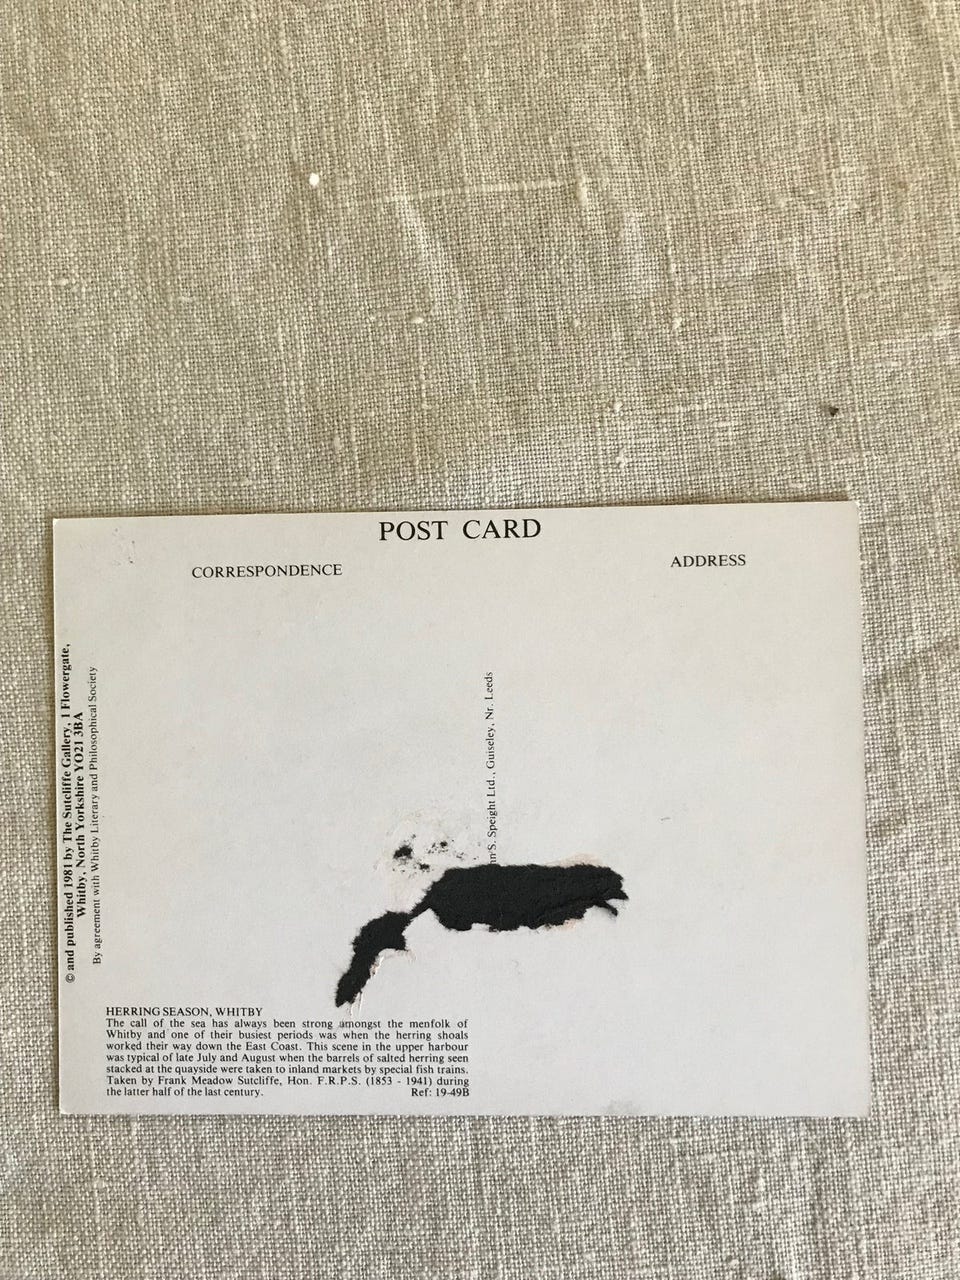 POST CARD
CORRESPONDENCE
ADDRESS
© and published 1981 by The Sutcliffe Gallery, 1 Flowergate,
Whitby, North Yorkshire YO21 3BA
By agreement with Whitby Literary and Philosophical Society
S. Speight Ltd., Guiseley, Nr. Leeds
HERRING SEASON, WHITBY
The call of the sea has always been strong amongst the menfolk of
Whitby and one of their busiest periods was when the herring shoals
worked their way down the East Coast. This scene in the upper harbour
was typical of late July and August when the barrels of salted herring seen
stacked at the quayside were taken to inland markets by special fish trains.
Taken by Frank Meadow Sutcliffe, Hon. F.R.P.S. (1853 - 1941) during
the latter half of the last century. Ref: 19-49B